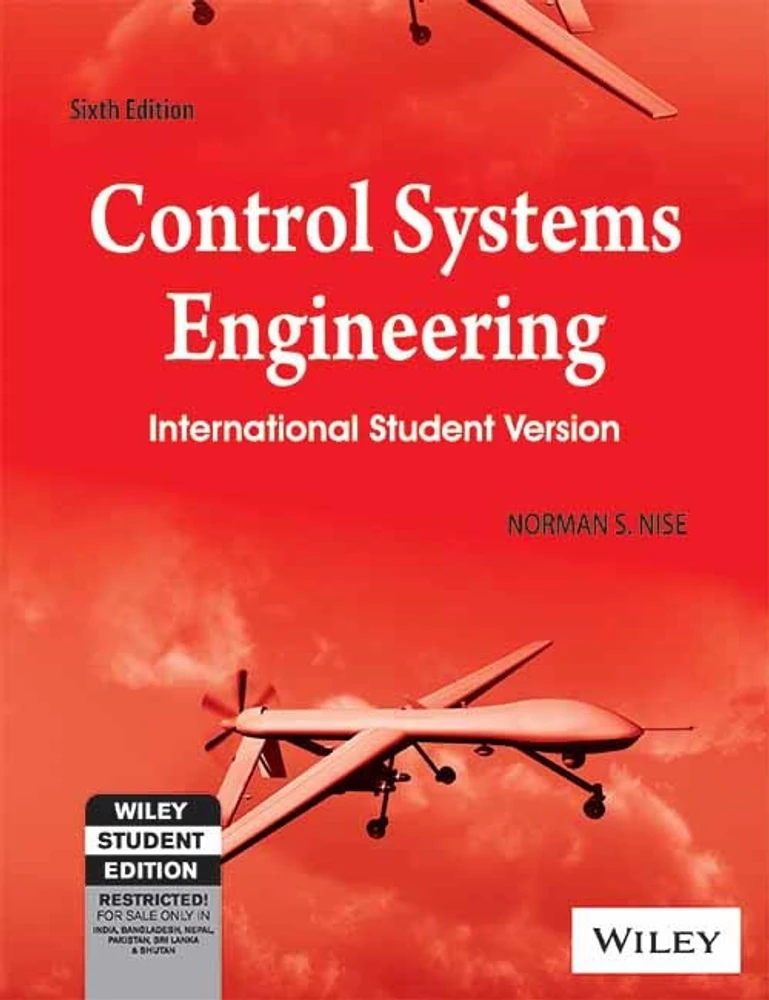 Sixth Edition
Control Systems
Engineering
International Student Version
NORMAN S. NISE
WILEY
STUDENT
EDITION
RESTRICTED!
FOR SALE ONLY IN
INDIA, BANGLADESH, NEPAL,
PAKISTAN, SRI LANKA
& BHUTAN
WILEY